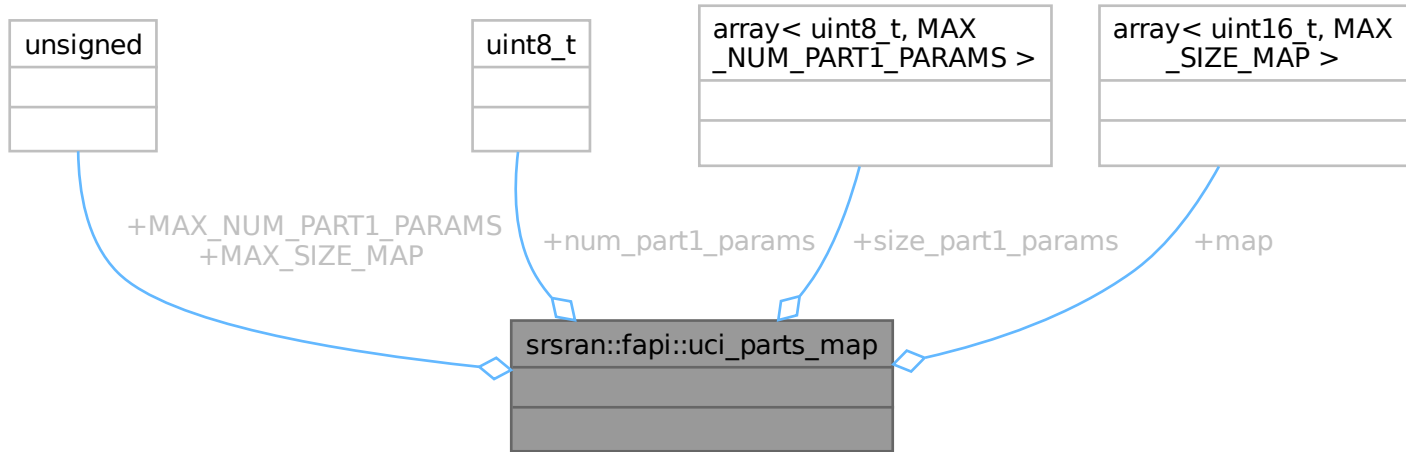 unsigned
uint8_t
array< uint8_t, MAX
_NUM_PART1_PARAMS >
array< uint16_t, MAX
_SIZE_MAP >
+MAX_NUM_PART1_PARAMS
+MAX_SIZE_MAP
+num_part1_params
+size_part1_params
+map
srsran::fapi::uci_parts_map